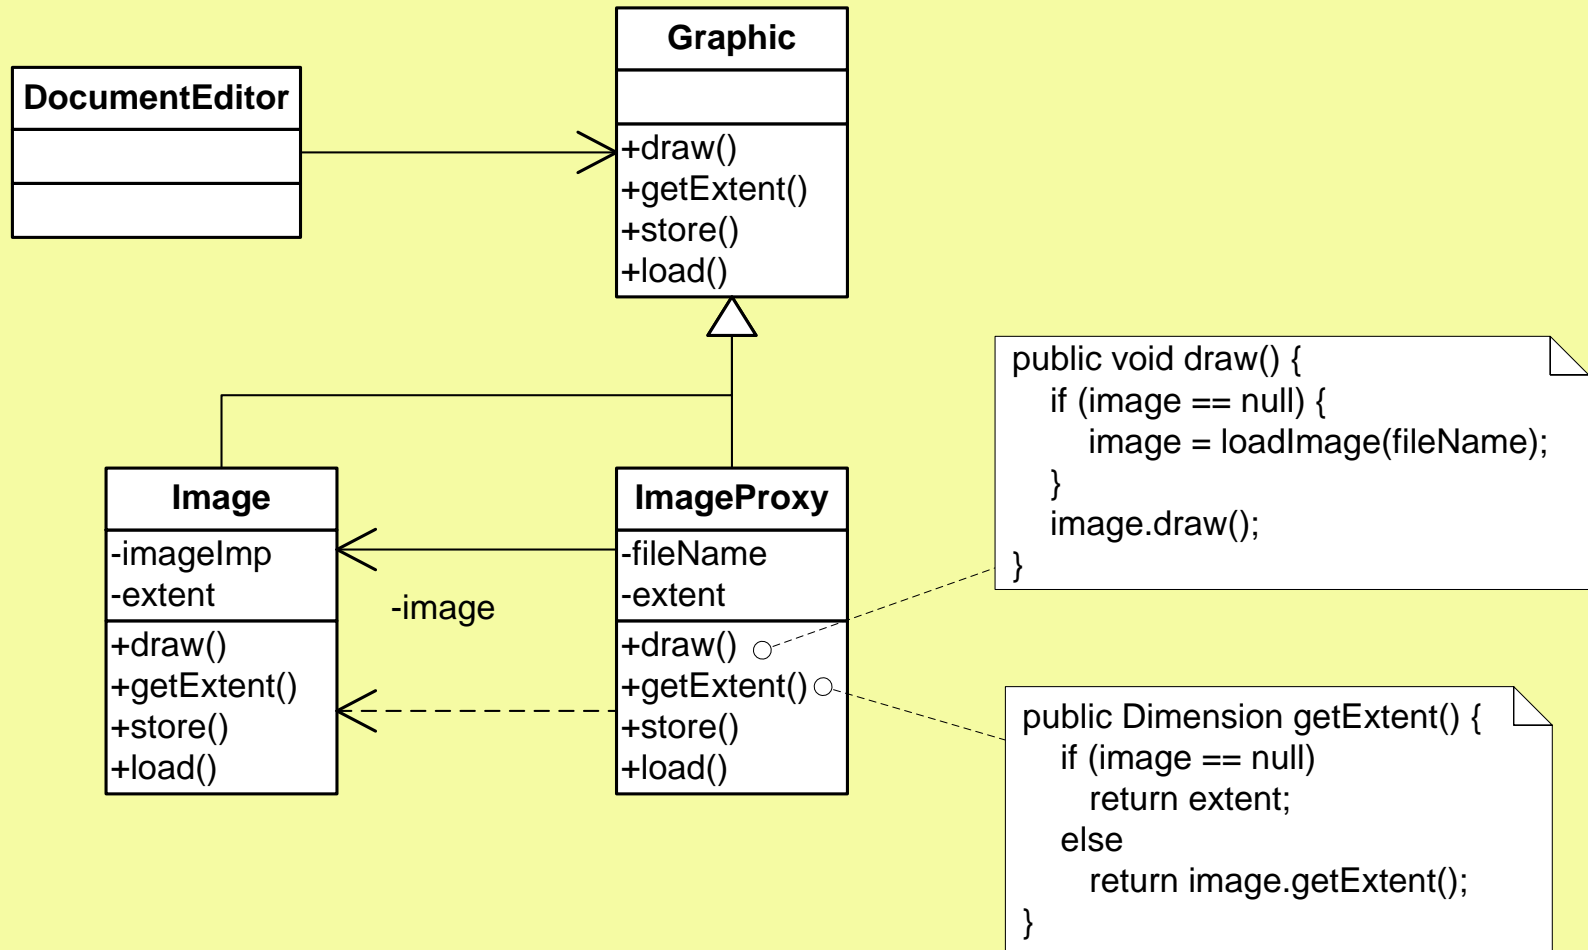 Graphic
+draw()
+getExtent()
+store()
+load()
DocumentEditor
Image
-imageImp
-extent
+draw()
+getExtent()
+store()
+load()
-image
ImageProxy
-fileName
-extent
+draw()
+getExtent()
+store()
+load()
public void draw() {
if (image == null) {
image = loadImage(fileName);
}
image.draw();
}
public Dimension getExtent() {
if (image == null)
return extent;
else
return image.getExtent();
}